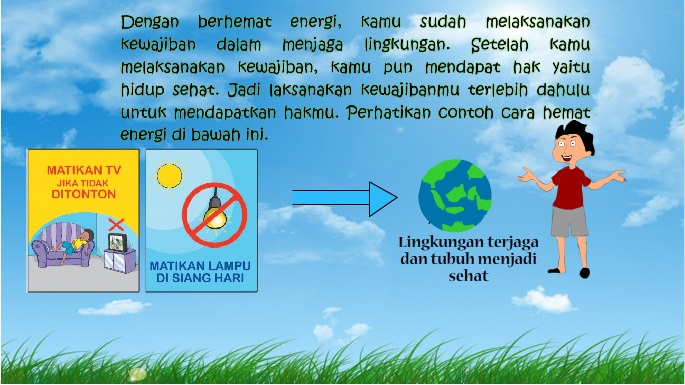 Dengan berhemat energi, kamu sudah melaksanakan
kewajiban dalam menjaga lingkungan. Setelah kamu
melaksanakan kewajiban, kamu pun mendapat hak yaitu
hidup sehat. Jadi laksanakan kewajibanmu terlebih dahulu
untuk mendapatkan hakmu. Perhatikan contoh cara hemat
energi di bawah ini.
MATIKAN TV
JIKA TIDAK
DITONTON
MATIKAN LAMPU
DI SIANG HARI
Lingkungan terjaga
dan tubuh menjadi
sehat